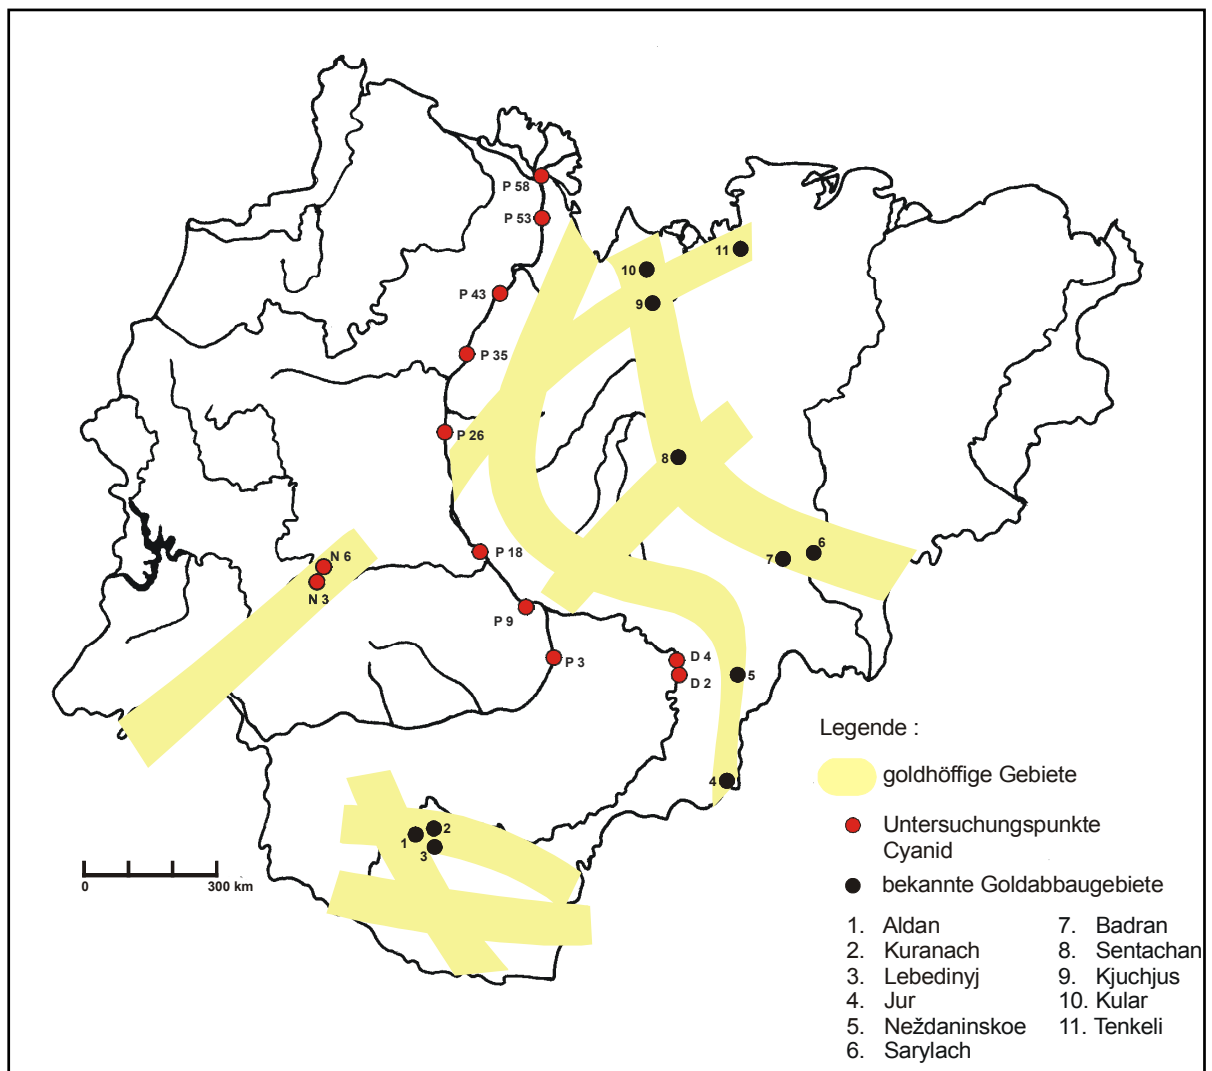 P 58
P 53
11
10
P 43
9
P 35
P 26
8
6
P 18
N 6
7
N 3
P 9
P 3
D 4
D 2
5
Legende :
goldhöffige Gebiete
4
Untersuchungspunkte
Cyanid
1
2
3
bekannte Goldabbaugebiete
0
300 km
1. Aldan
2. Kuranach
3. Lebedinyj
4. Jur
5. Neždaninskoe
6. Sarylach
7. Badran
8. Sentachan
9. Kjuchjus
10. Kular
11. Tenkeli